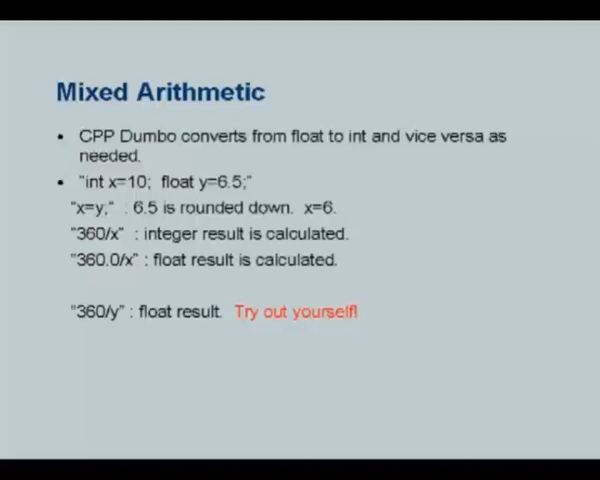 Mixed Arithmetic
• CPP Dumbo converts from float to int and vice versa as
needed.
• "int x=10; float y=6.5;"
"x=y;" : 6.5 is rounded down. x=6.
"360/x" : integer result is calculated.
"360.0/x" : float result is calculated.
"360/y" : float result. Try out yourself!